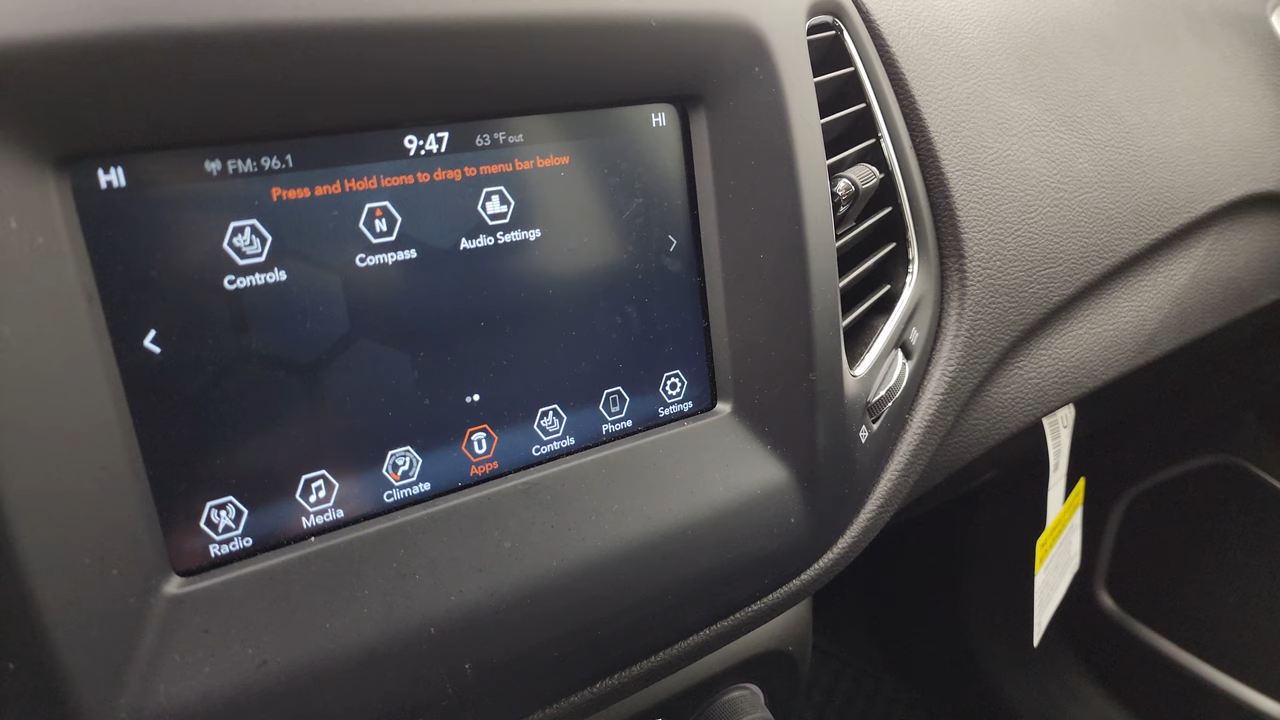 HI
FM: 96.1
9:47
63 °F out
HI
Press and Hold icons to drag to menu bar below
Controls
N
Compass
Audio Settings
Radio
Media
Climate
U
Apps
Controls
Phone
Settings